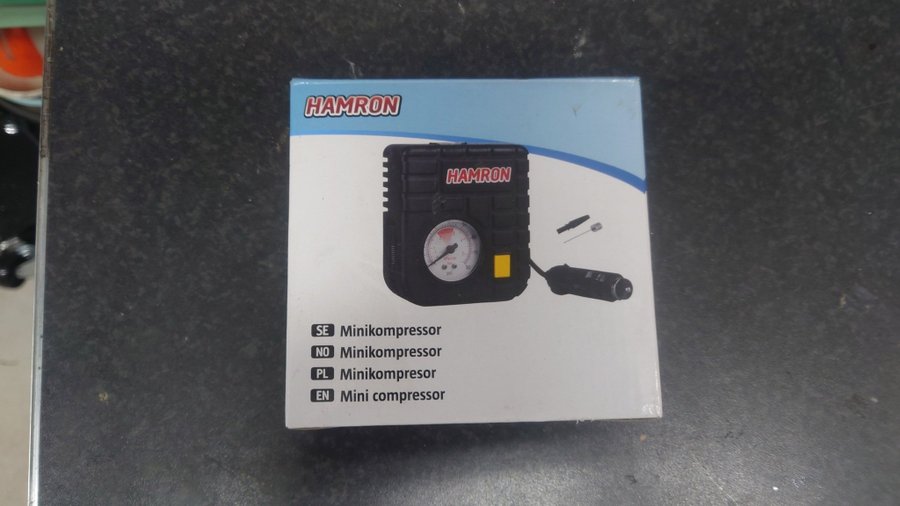 HAMRON
HAMRON
SE Minikompressor
NO Minikompressor
PL Minikompresor
EN Mini compressor